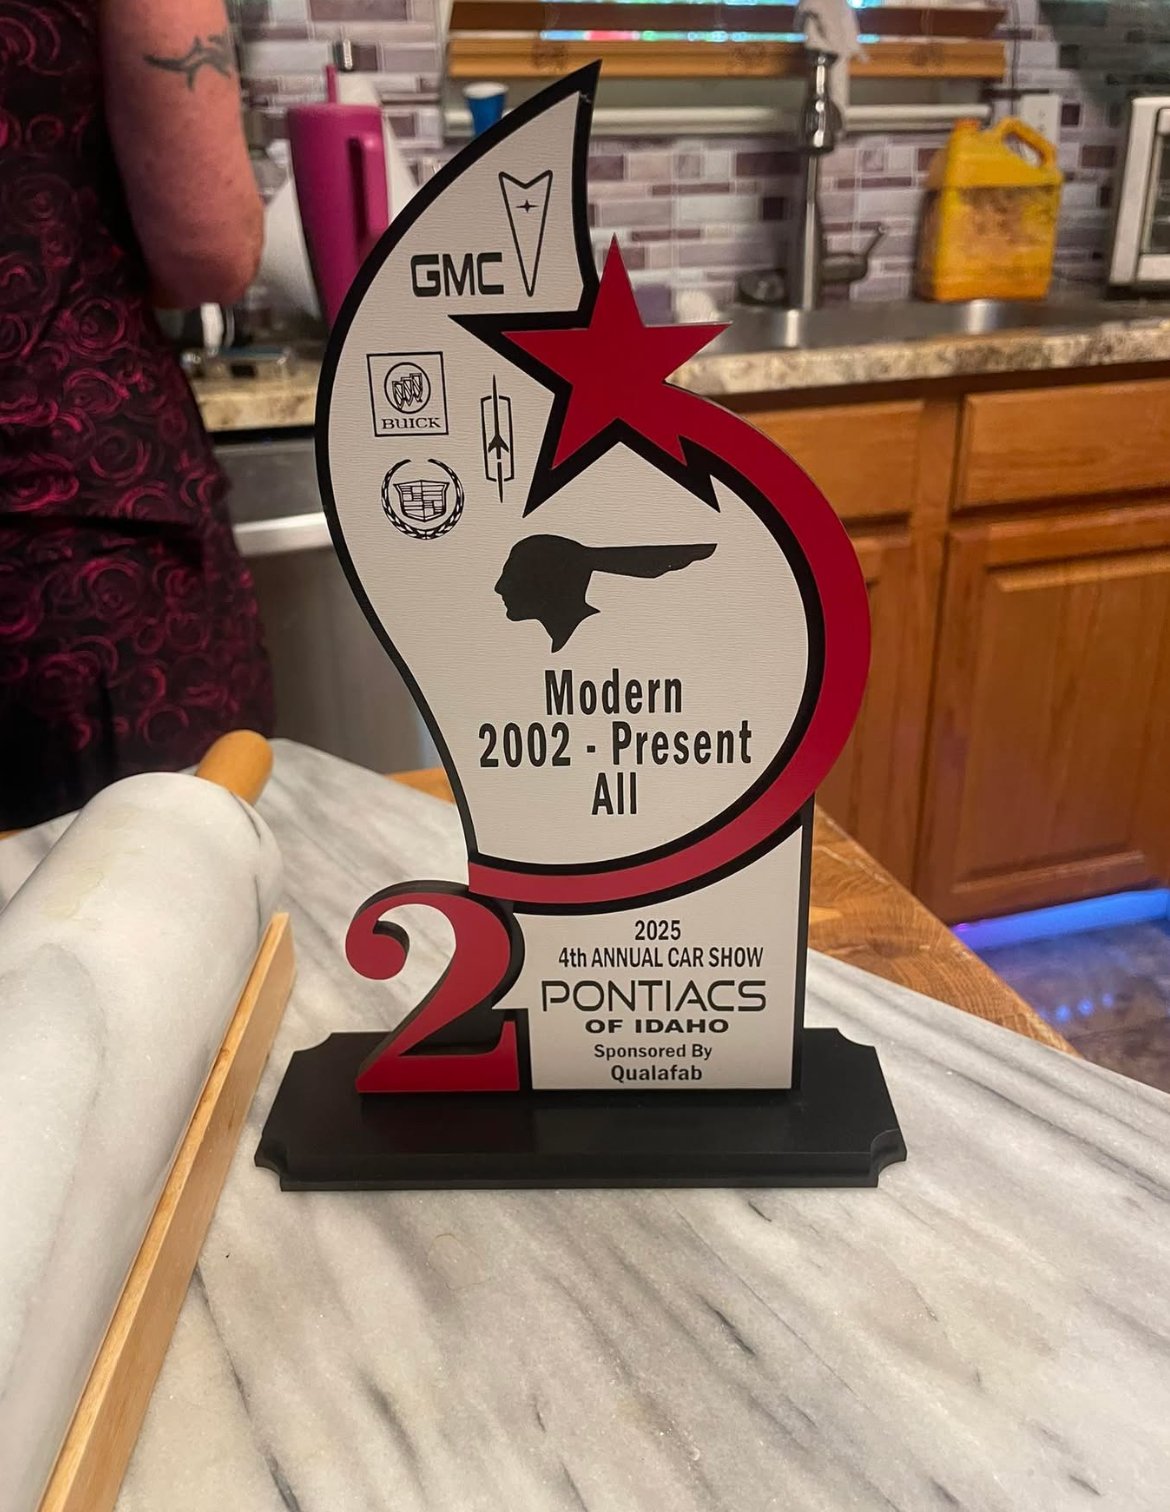 GMC
BUICK
Modern
2002 - Present
All
2
2025
4th ANNUAL CAR SHOW
PONTIACS
OF IDAHO
Sponsored By
Qualafab